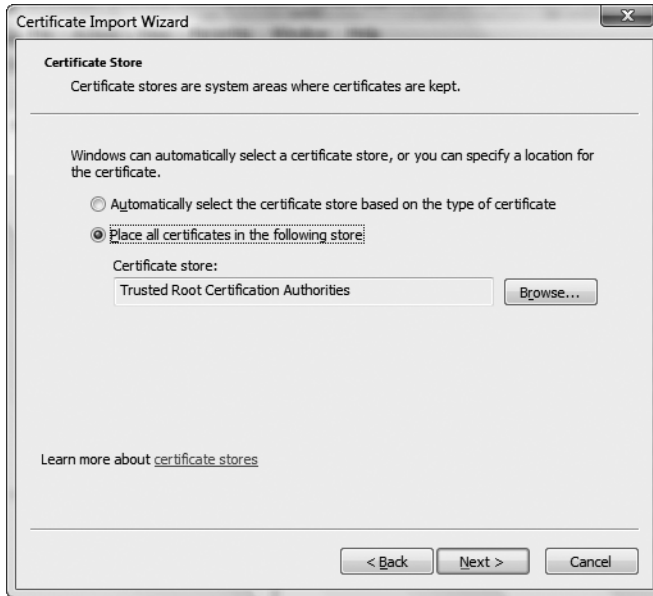 Certificate Import Wizard
Certificate Store
Certificate stores are system areas where certificates are kept.
Windows can automatically select a certificate store, or you can specify a location for
the certificate.
Automatically select the certificate store based on the type of certificate
Place all certificates in the following store
Certificate store:
Trusted Root Certification Authorities
Browse...
Learn more about certificate stores
< Back
Next >
Cancel